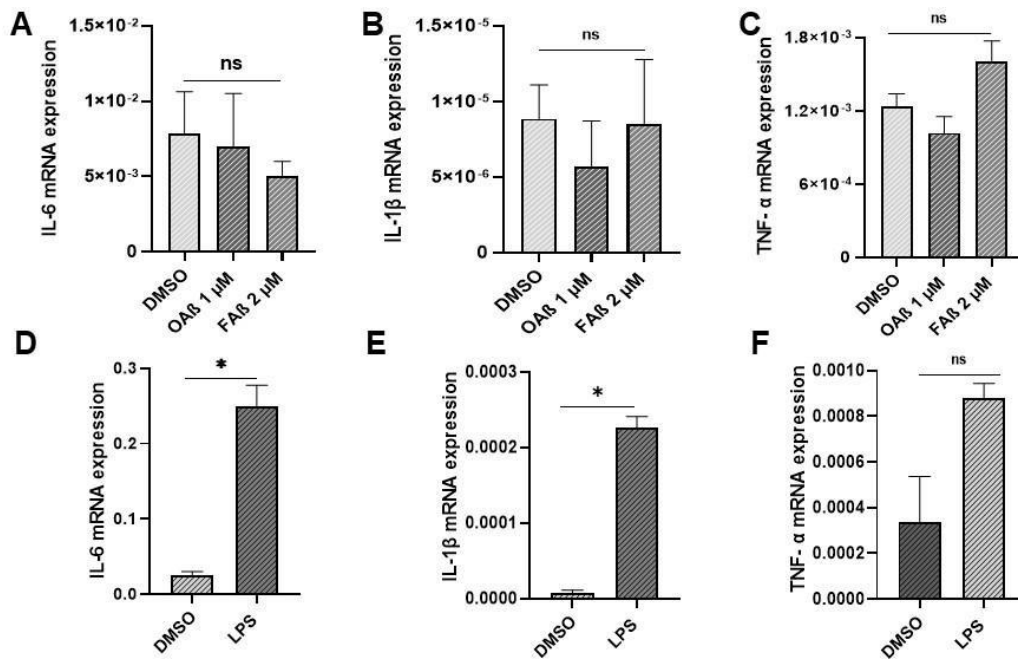 A
IL-6 mRNA expression
1.5×10⁻²
1×10⁻²
5×10⁻³
0
ns
DMSO
OAß 1 µM
FAß 2 µM
B
IL-1β mRNA expression
1.5×10⁻⁵
1×10⁻⁵
5×10⁻⁶
0
ns
DMSO
OAß 1 µM
FAß 2 µM
C
TNF- α mRNA expression
1.8×10⁻³
1.2×10⁻³
6×10⁻⁴
0
ns
DMSO
OAß 1 µM
FAß 2 µM
D
IL-6 mRNA expression
0.3
0.2
0.1
0.0
*
DMSO
LPS
E
IL-1β mRNA expression
0.0003
0.0002
0.0001
0.0000
*
DMSO
LPS
F
TNF- α mRNA expression
0.0010
0.0008
0.0006
0.0004
0.0002
0.0000
ns
DMSO
LPS